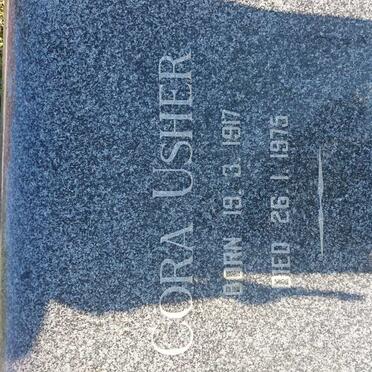 CORA USHER
BORN 19. 3. 1917
DIED 26. 1. 1975